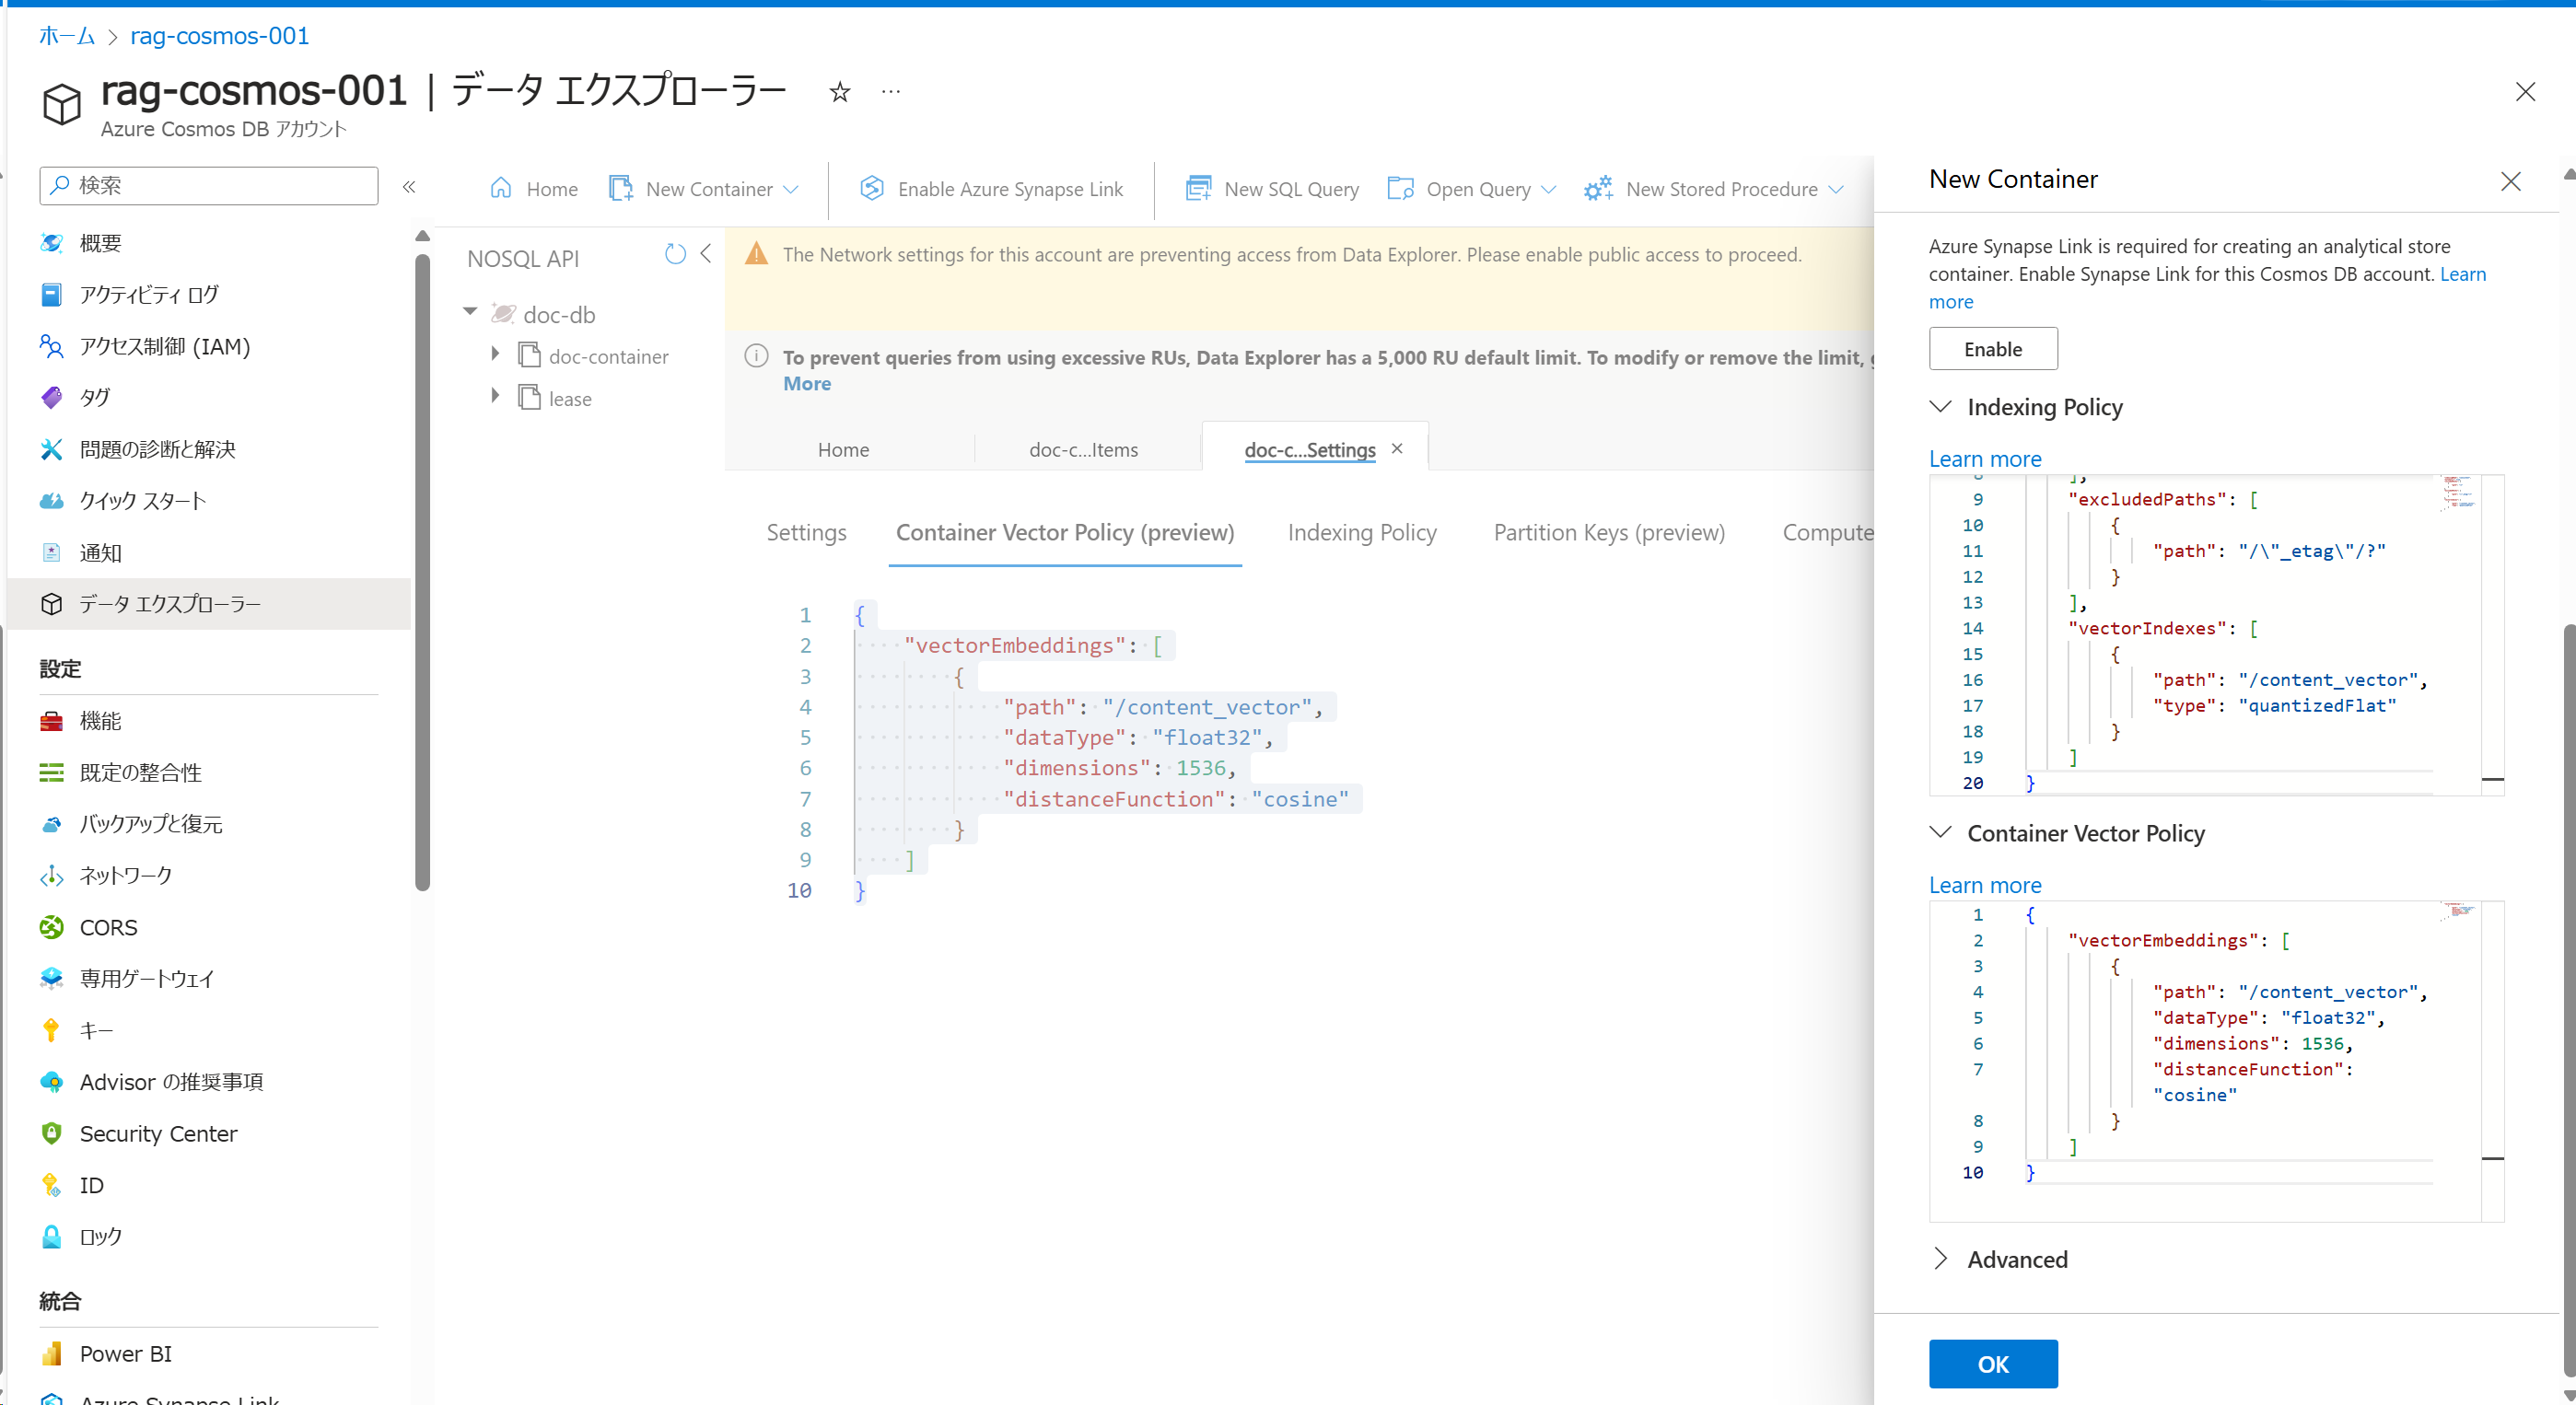 ホーム > rag-cosmos-001
rag-cosmos-001 | データ エクスプローラー
Azure Cosmos DB アカウント
検索
概要
アクティビティ ログ
アクセス制御 (IAM)
タグ
問題の診断と解決
クイック スタート
通知
データ エクスプローラー
設定
機能
既定の整合性
バックアップと復元
ネットワーク
CORS
専用ゲートウェイ
キー
Advisor の推奨事項
Security Center
ID
ロック
統合
Power BI
Azure Synapse Link
Home
New Container
Enable Azure Synapse Link
New SQL Query
Open Query
New Stored Procedure
NOSQL API
doc-db
doc-container
lease
The Network settings for this account are preventing access from Data Explorer. Please enable public access to proceed.
To prevent queries from using excessive RUs, Data Explorer has a 5,000 RU default limit. To modify or remove the limit,
More
Home
doc-c...Items
doc-c...Settings
Settings
Container Vector Policy (preview)
Indexing Policy
Partition Keys (preview)
Compute
1 {
2 "vectorEmbeddings": [
3 {
4 "path": "/content_vector",
5 "dataType": "float32",
6 "dimensions": 1536,
7 "distanceFunction": "cosine"
8 }
9 ]
10 }
New Container
Azure Synapse Link is required for creating an analytical store
container. Enable Synapse Link for this Cosmos DB account. Learn
more
Enable
Indexing Policy
Learn more
8 ],
9 "excludedPaths": [
10 {
11 "path": "/\"_etag\"/?"
12 }
13 ],
14 "vectorIndexes": [
15 {
16 "path": "/content_vector",
17 "type": "quantizedFlat"
18 }
19 ]
20 }
Container Vector Policy
Learn more
1 {
2 "vectorEmbeddings": [
3 {
4 "path": "/content_vector",
5 "dataType": "float32",
6 "dimensions": 1536,
7 "distanceFunction":
"cosine"
8 }
9 ]
10 }
Advanced
OK